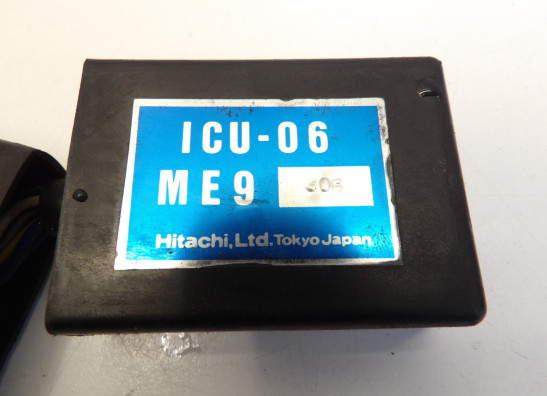 ICU-06
ME9
Hitachi, Ltd. Tokyo Japan